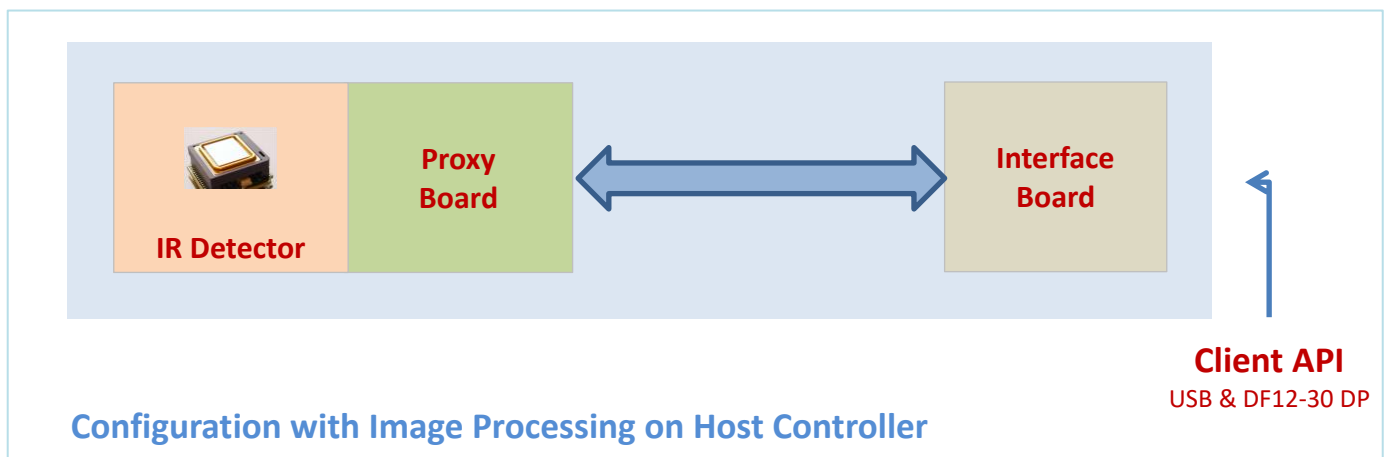 Proxy
Board
Interface
Board
IR Detector
Client API
USB & DF12-30 DP
Configuration with Image Processing on Host Controller